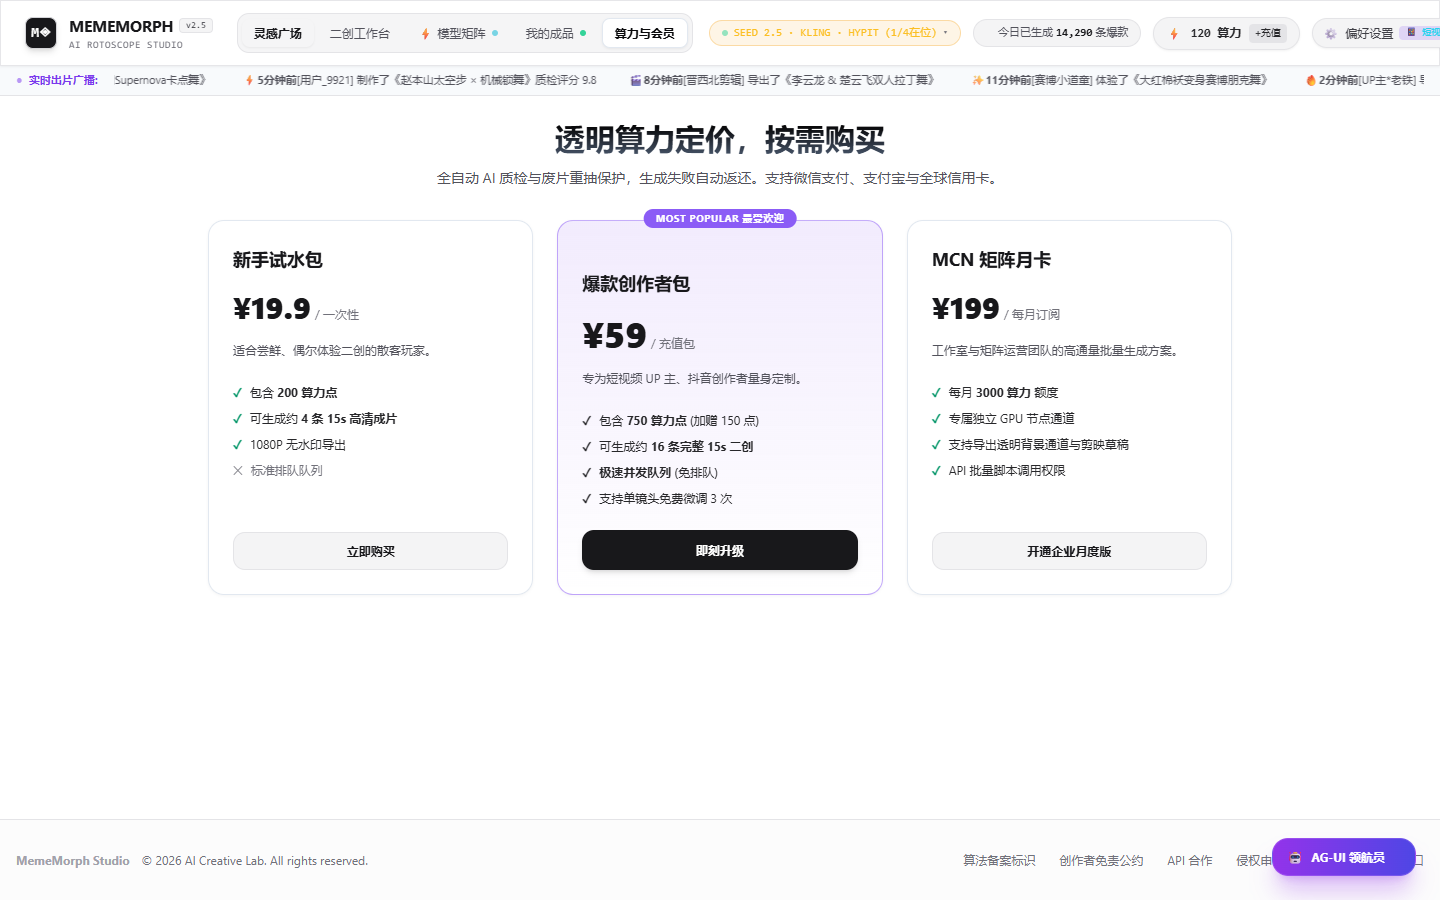 MEMEMORPH v2.5
AI ROTOSCOPE STUDIO
灵感广场
二创工作台
模型矩阵
我的成品
算力与会员
SEED 2.5 · KLING · HYPIT (1/4在位)
今日已生成 14,290 条爆款
120 算力 +充值
偏好设置
实时出片广播:
Supernova卡点舞》
5分钟前[用户_9921] 制作了《赵本山太空步 × 机械锁舞》质检评分 9.8
8分钟前[晋西北剪辑] 导出了《李云龙 & 楚云飞双人拉丁舞》
11分钟前[赛博小道童] 体验了《大红棉袄变身赛博朋克舞》
2分钟前[UP主*老铁]
透明算力定价，按需购买
全自动 AI 质检与废片重抽保护，生成失败自动返还。支持微信支付、支付宝与全球信用卡。
新手试水包
¥19.9 / 一次性
适合尝鲜、偶尔体验二创的散客玩家。
✓ 包含 200 算力点
✓ 可生成约 4 条 15s 高清成片
✓ 1080P 无水印导出
✕ 标准排队队列
立即购买
MOST POPULAR 最受欢迎
爆款创作者包
¥59 / 充值包
专为短视频 UP 主、抖音创作者量身定制。
✓ 包含 750 算力点 (加赠 150 点)
✓ 可生成约 16 条完整 15s 二创
✓ 极速并发队列 (免排队)
✓ 支持单镜头免费微调 3 次
即刻升级
MCN 矩阵月卡
¥199 / 每月订阅
工作室与矩阵运营团队的高通量批量生成方案。
✓ 每月 3000 算力 额度
✓ 专属独立 GPU 节点通道
✓ 支持导出透明背景通道与剪映草稿
✓ API 批量脚本调用权限
开通企业月度版
MemeMorph Studio © 2026 AI Creative Lab. All rights reserved.
算法备案标识
创作者免责公约
API 合作
侵权申
AG-UI 领航员